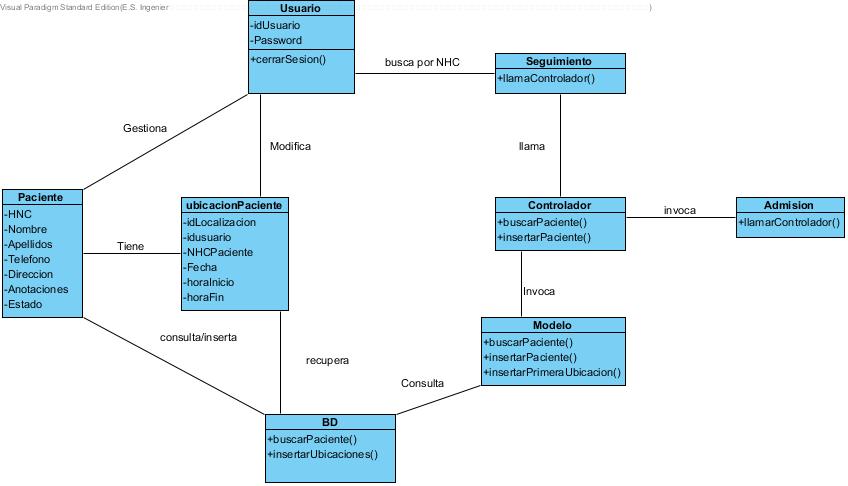 Visual Paradigm Standard Edition(E.S. Ingenier
)
Usuario
-idUsuario
-Password
+cerrarSesion()
busca por NHC
Seguimiento
+llamaControlador()
Gestiona
Modifica
llama
Paciente
-HNC
-Nombre
-Apellidos
-Telefono
-Direccion
-Anotaciones
-Estado
Tiene
ubicacionPaciente
-idLocalizacion
-idusuario
-NHCPaciente
-Fecha
-horaInicio
-horaFin
Controlador
+buscarPaciente()
+insertarPaciente()
invoca
Admision
+llamarControlador()
Invoca
Modelo
+buscarPaciente()
+insertarPaciente()
+insertarPrimeraUbicacion()
consulta/inserta
recupera
Consulta
BD
+buscarPaciente()
+insertarUbicaciones()